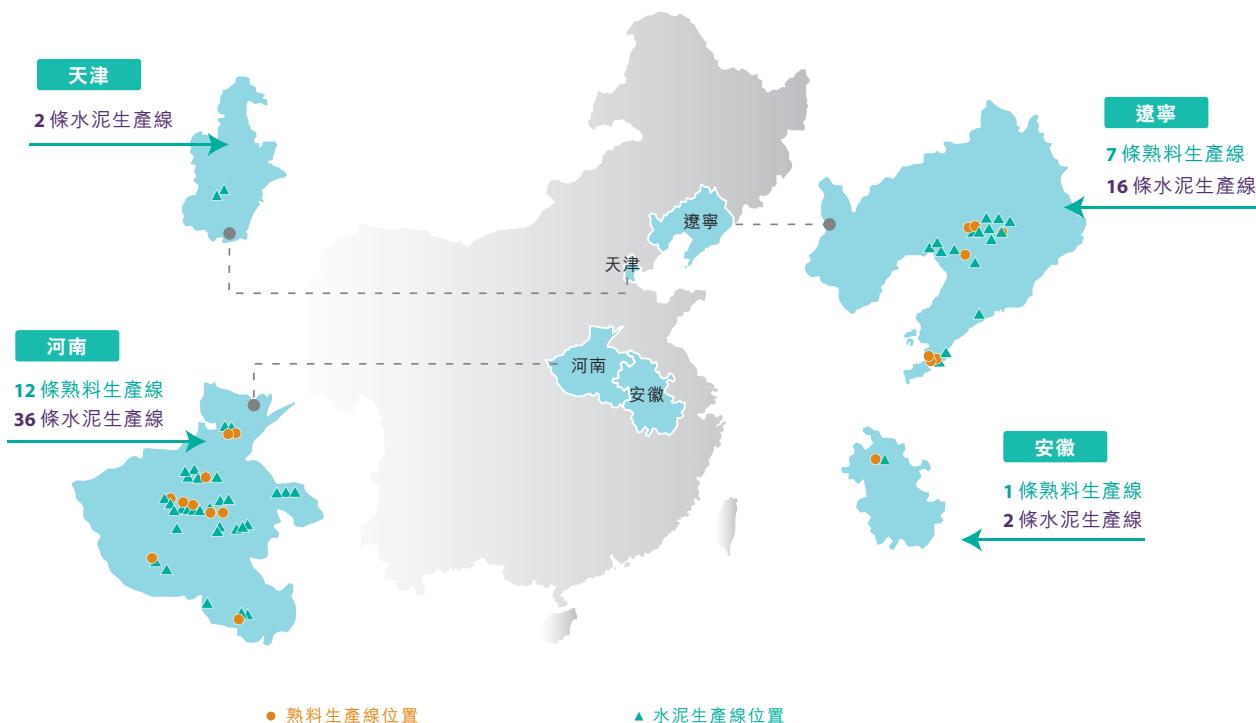 天津
2 條水泥生產線
遼寧
7 條熟料生產線
16 條水泥生產線
遼寧
天津
河南
12 條熟料生產線
36 條水泥生產線
河南
安徽
安徽
1 條熟料生產線
2 條水泥生產線
熟料生產線位置
水泥生產線位置